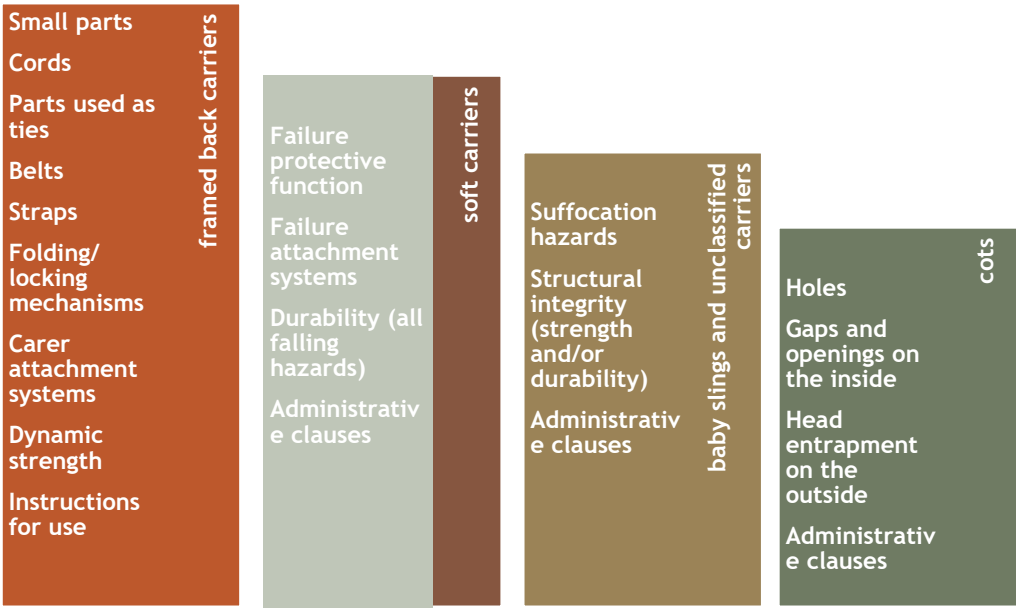 Small parts
Cords
Parts used as
ties
Belts
Straps
Folding/
locking
mechanisms
Carer
attachment
systems
Dynamic
strength
Instructions
for use
framed back carriers
Failure
protective
function
Failure
attachment
systems
Durability (all
falling
hazards)
Administrativ
e clauses
soft carriers
Suffocation
hazards
Structural
integrity
(strength
and/or
durability)
Administrativ
e clauses
baby slings and unclassified
carriers
Holes
Gaps and
openings on
the inside
Head
entrapment
on the
outside
Administrativ
e clauses
cots